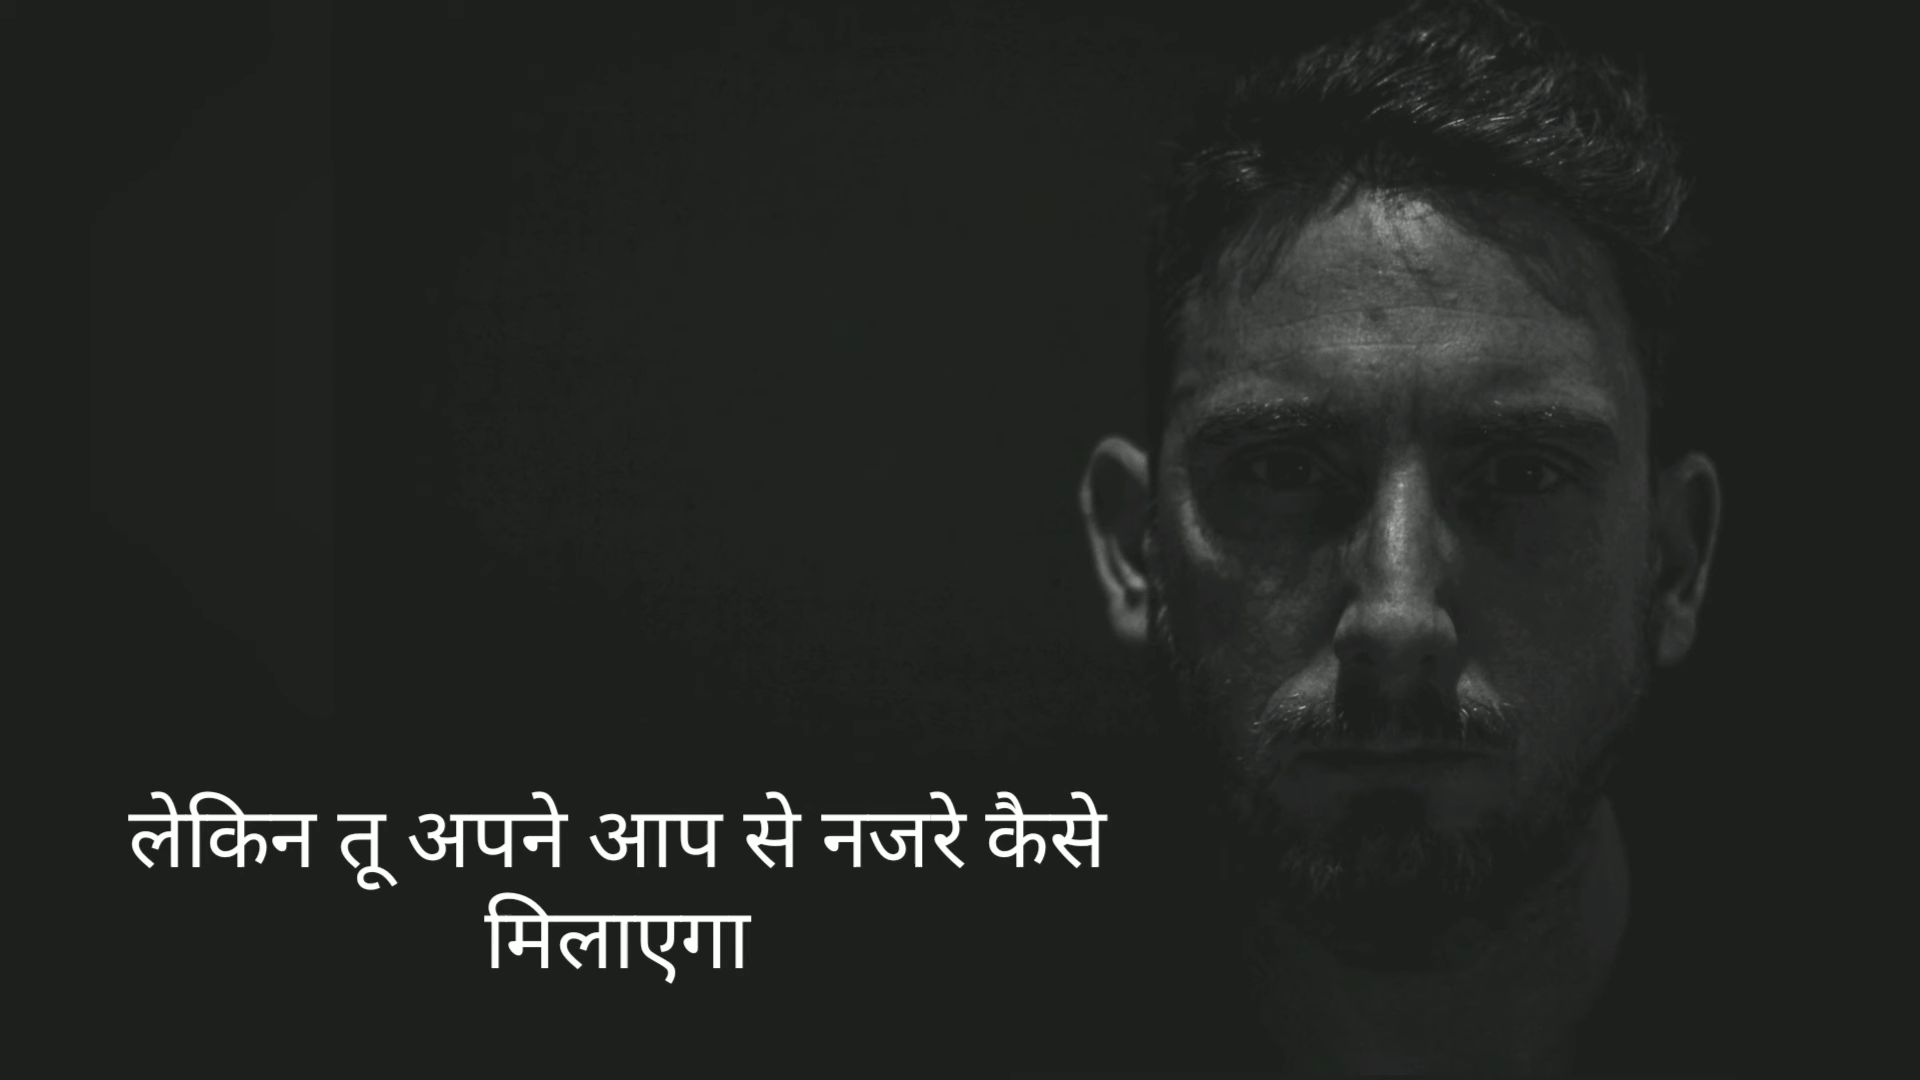 लेकिन तू अपने आप से नजरे कैसे
मिलाएगा